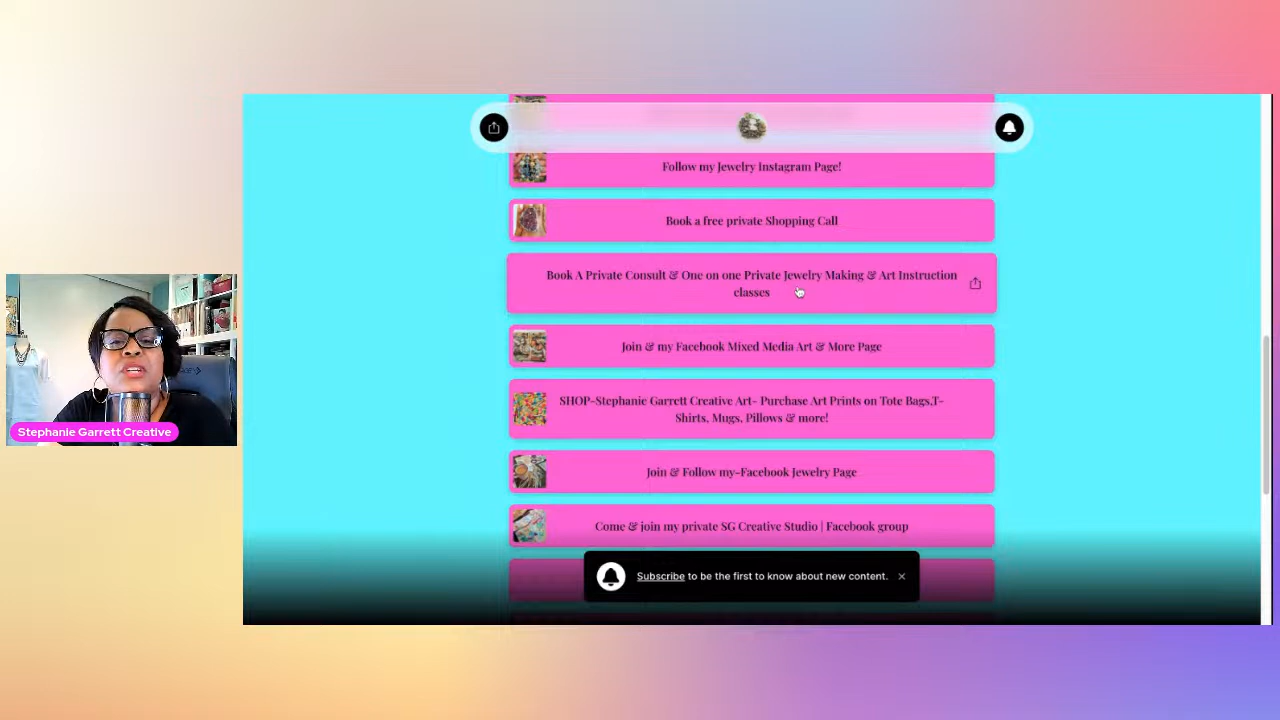 Follow my Jewelry Instagram Page!
Book a free private Shopping Call
Book A Private Consult & One on one Private Jewelry Making & Art Instruction
classes
Join & my Facebook Mixed Media Art & More Page
SHOP-Stephanie Garrett Creative Art- Purchase Art Prints on Tote Bags,T-
Shirts, Mugs, Pillows & more!
Stephanie Garrett Creative
Join & Follow my-Facebook Jewelry Page
Come & join my private SG Creative Studio | Facebook group
Subscribe to be the first to know about new content.